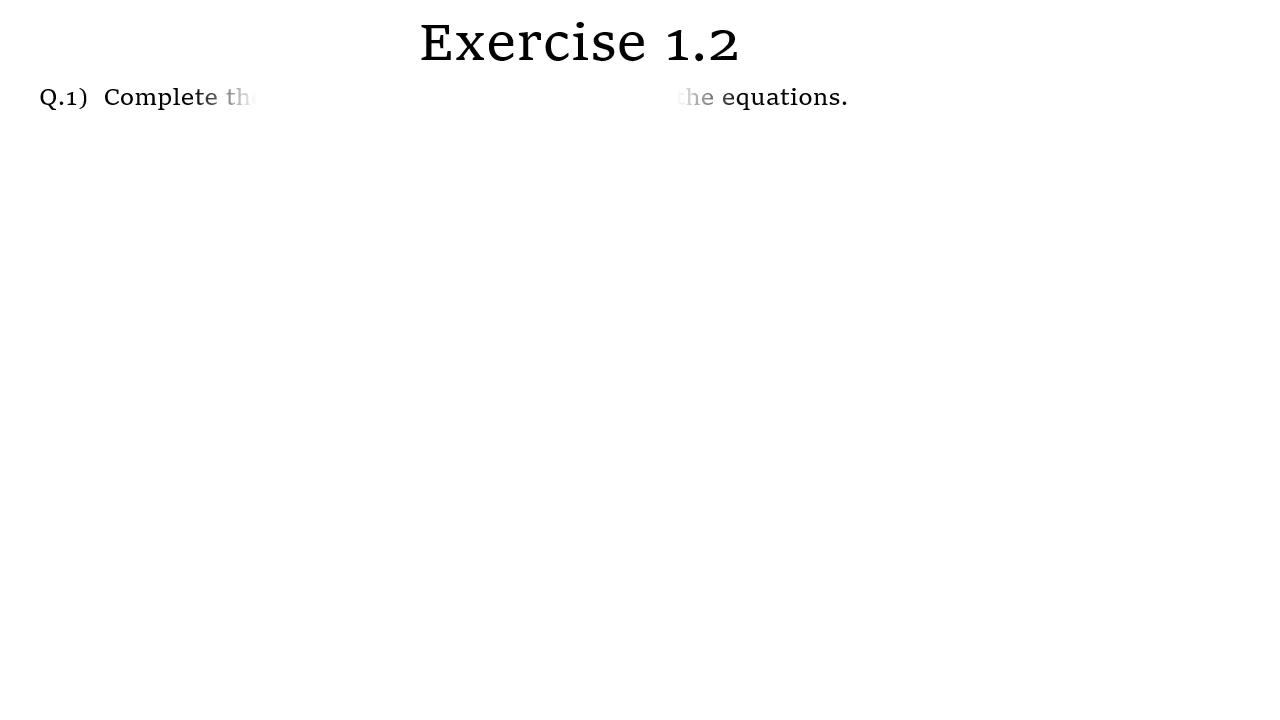 Exercise 1.2
Q.1) Complete the equations.